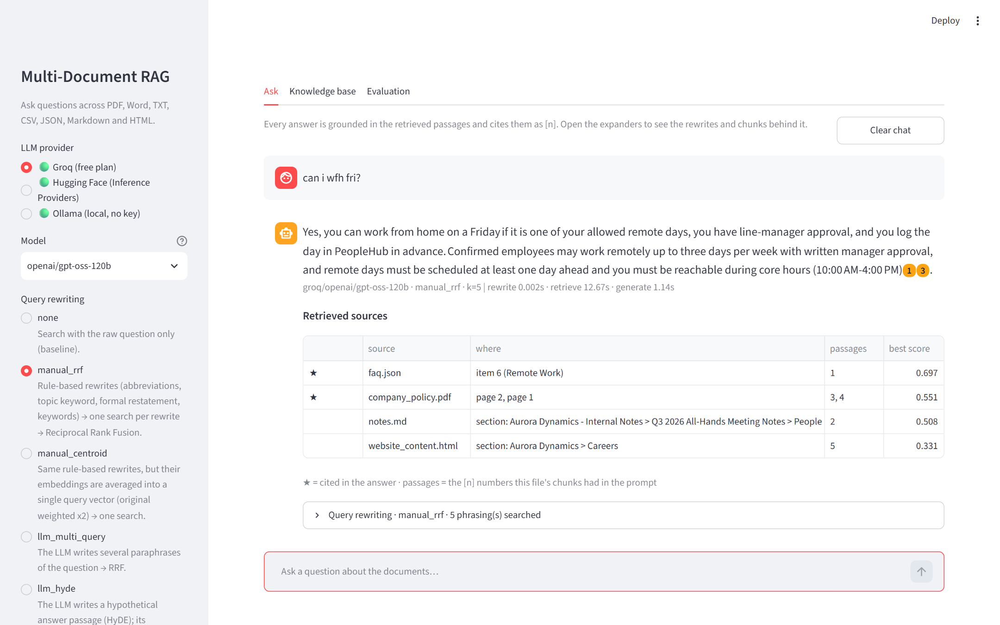 Deploy
Multi-Document RAG
Ask questions across PDF, Word, TXT,
CSV, JSON, Markdown and HTML.
LLM provider
Groq (free plan)
Hugging Face (Inference
Providers)
Ollama (local, no key)
Model
openai/gpt-oss-120b
Query rewriting
none
Search with the raw question only
(baseline).
manual_rrf
Rule-based rewrites (abbreviations,
topic keyword, formal restatement,
keywords) → one search per rewrite
→ Reciprocal Rank Fusion.
manual_centroid
Same rule-based rewrites, but their
embeddings are averaged into a
single query vector (original
weighted x2) → one search.
llm_multi_query
The LLM writes several paraphrases
of the question → RRF.
llm_hyde
The LLM writes a hypothetical
answer passage (HyDE); its
Ask Knowledge base Evaluation
Every answer is grounded in the retrieved passages and cites them as [n]. Open the expanders to see the rewrites and chunks behind it.
Clear chat
can i wfh fri?
Yes, you can work from home on a Friday if it is one of your allowed remote days, you have line-manager approval, and you log the
day in PeopleHub in advance. Confirmed employees may work remotely up to three days per week with written manager approval,
and remote days must be scheduled at least one day ahead and you must be reachable during core hours (10:00 AM-4:00 PM) 1 3 .
groq/openai/gpt-oss-120b · manual_rrf · k=5 | rewrite 0.002s · retrieve 12.67s · generate 1.14s
Retrieved sources
source where passages best score
★ faq.json item 6 (Remote Work) 1 0.697
★ company_policy.pdf page 2, page 1 3, 4 0.551
notes.md section: Aurora Dynamics - Internal Notes > Q3 2026 All-Hands Meeting Notes > People 2 0.508
website_content.html section: Aurora Dynamics > Careers 5 0.331
★ = cited in the answer · passages = the [n] numbers this file's chunks had in the prompt
Query rewriting · manual_rrf · 5 phrasing(s) searched
Ask a question about the documents…